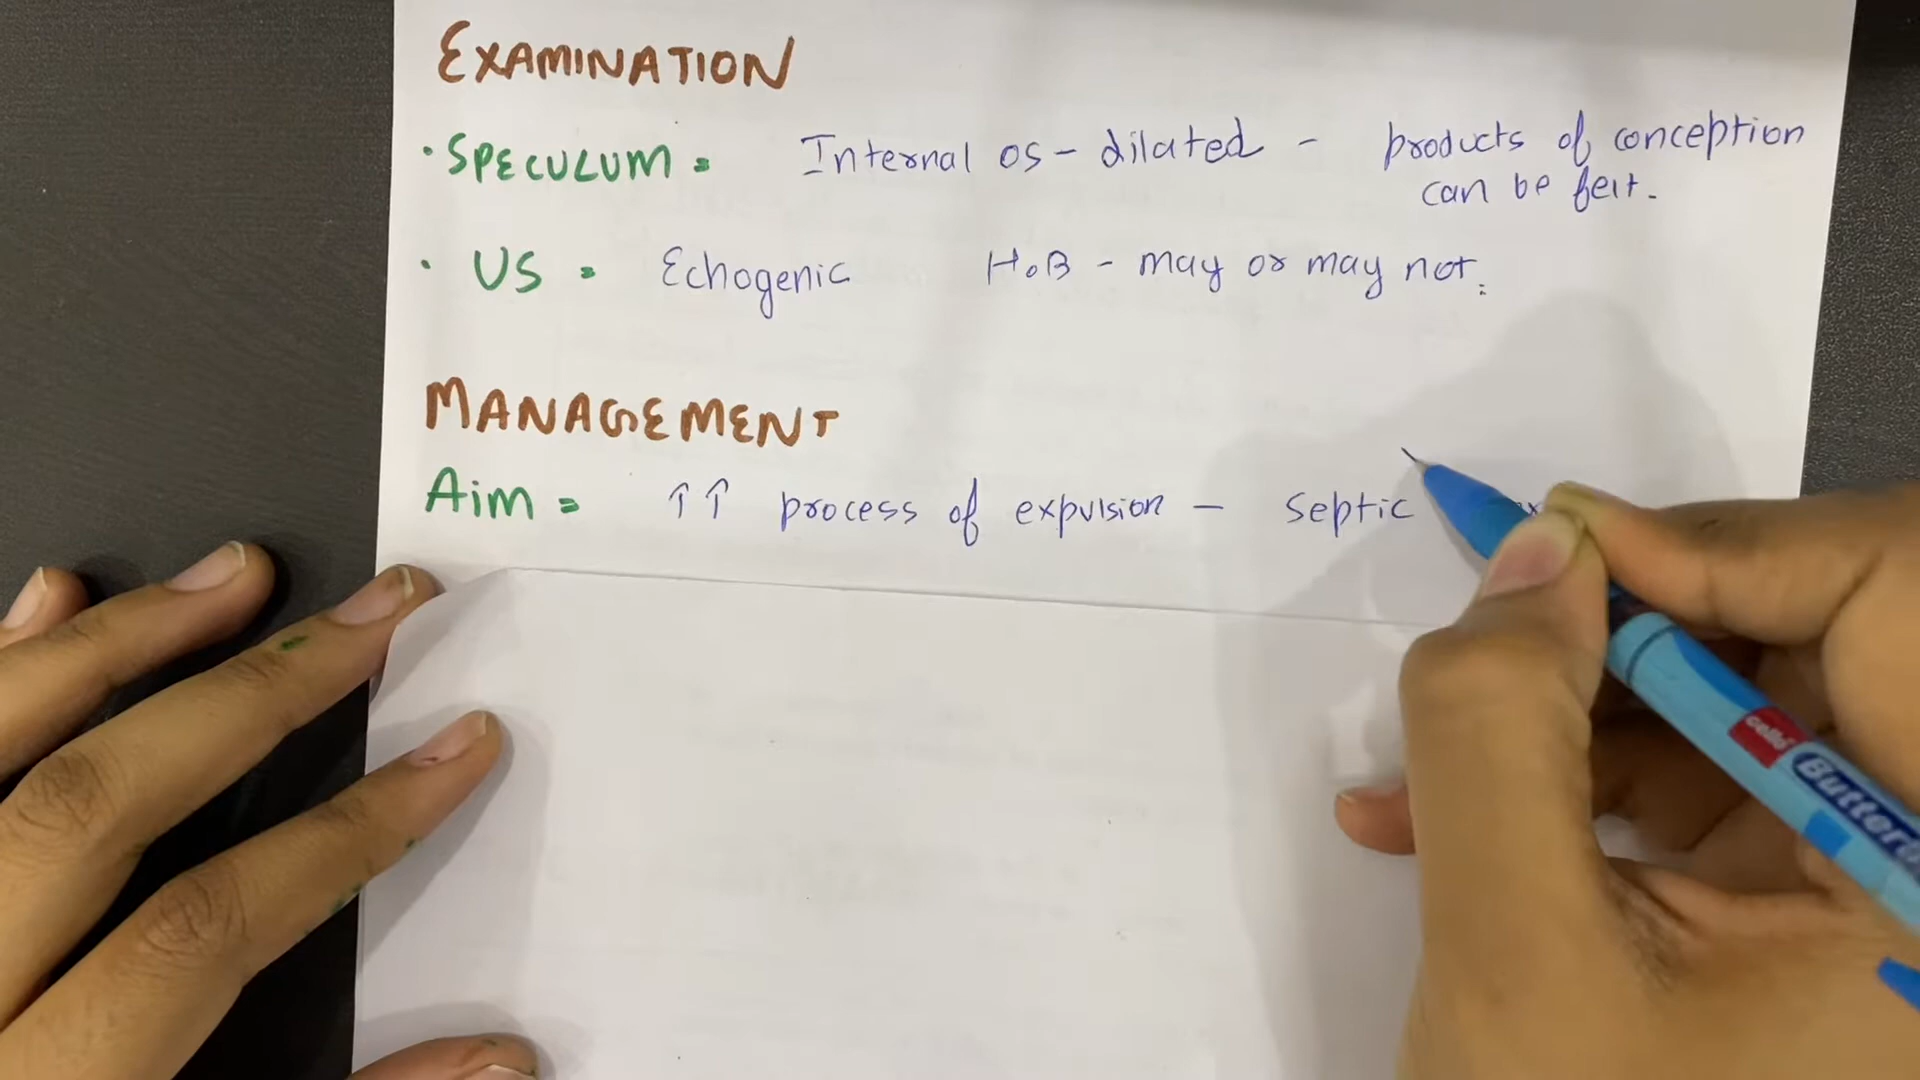 EXAMINATION
• SPECULUM = Internal os - dilated - products of conception
can be felt.
• US = Echogenic HoB - may or may not.
MANAGEMENT
Aim = ↑↑ process of expulsion - septic
cello